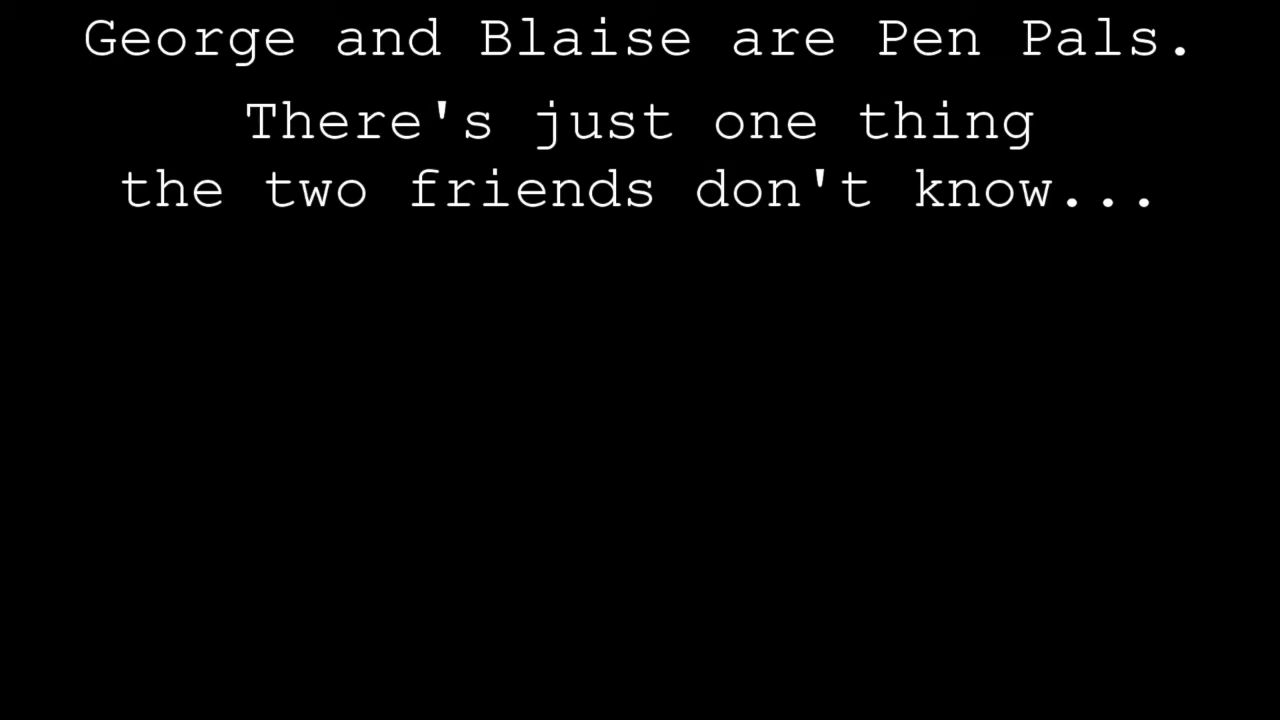 George and Blaise are Pen Pals.
There's just one thing
the two friends don't know...